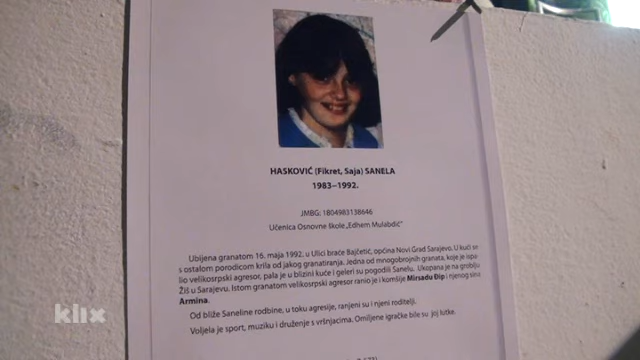 HASKOVIĆ (Fikret, Saja) SANELA
1983–1992.
JMBG: 1804983138646
Učenica Osnovne škole „Edhem Mulabdić"
Ubijena granatom 16. maja 1992. u Ulici braće Bajčetić, općina Novi Grad Sarajevo. U kući se
s ostalom porodicom krila od jakog granatiranja. Jedna od mnogobrojnih granata, koje je ispa
lio velikosrpski agresor, pala je u blizini kuće i geleri su pogodili Sanelu. Ukopana je na groblju
Žiš u Sarajevu. Istom granatom velikosrpski agresor ranio je i komšije Mirsadu Dip i njenog sina
Armina.
Od bliže Saneline rodbine, u toku agresije, ranjeni su i njeni roditelji.
Voljela je sport, muziku i druženje s vršnjacima. Omiljene igračke bile su joj lutke.
klix